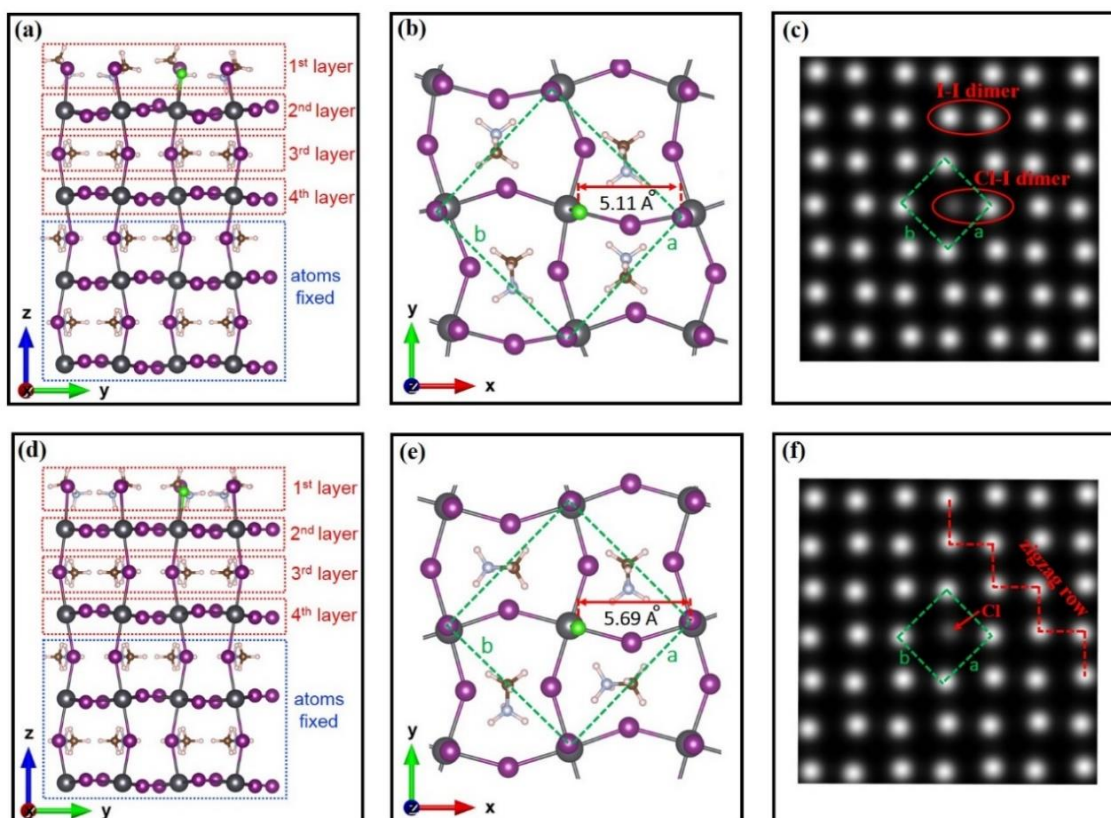 (a)
1st layer
2nd layer
3rd layer
4th layer
atoms
fixed
z
x
y
(b)
5.11 A°
b
a
y
z
x
(c)
I-I dimer
Cl-I dimer
b
a
(d)
1st layer
2nd layer
3rd layer
4th layer
atoms
fixed
z
x
y
(e)
5.69 A°
b
a
y
z
x
(f)
zigzag row
Cl
b
a